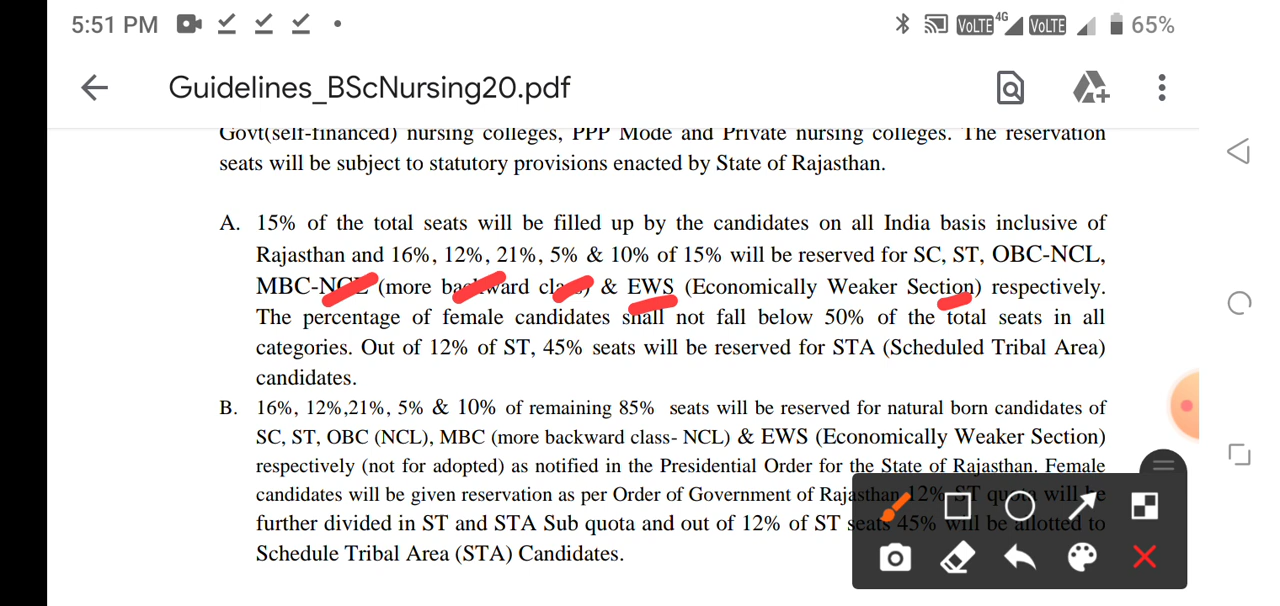 5:51 PM
4G
VoLTE VoLTE 65%
Guidelines_BScNursing20.pdf
Govt(self-financed) nursing colleges, PPP Mode and Private nursing colleges. The reservation
seats will be subject to statutory provisions enacted by State of Rajasthan.
A. 15% of the total seats will be filled up by the candidates on all India basis inclusive of
Rajasthan and 16%, 12%, 21%, 5% & 10% of 15% will be reserved for SC, ST, OBC-NCL,
MBC-NCL (more backward class) & EWS (Economically Weaker Section) respectively.
The percentage of female candidates shall not fall below 50% of the total seats in all
categories. Out of 12% of ST, 45% seats will be reserved for STA (Scheduled Tribal Area)
candidates.
B. 16%, 12%,21%, 5% & 10% of remaining 85% seats will be reserved for natural born candidates of
SC, ST, OBC (NCL), MBC (more backward class- NCL) & EWS (Economically Weaker Section)
respectively (not for adopted) as notified in the Presidential Order for the State of Rajasthan. Female
candidates will be given reservation as per Order of Government of Rajasthan 12% ST quota will be
further divided in ST and STA Sub quota and out of 12% of ST seats 45% will be allotted to
Schedule Tribal Area (STA) Candidates.